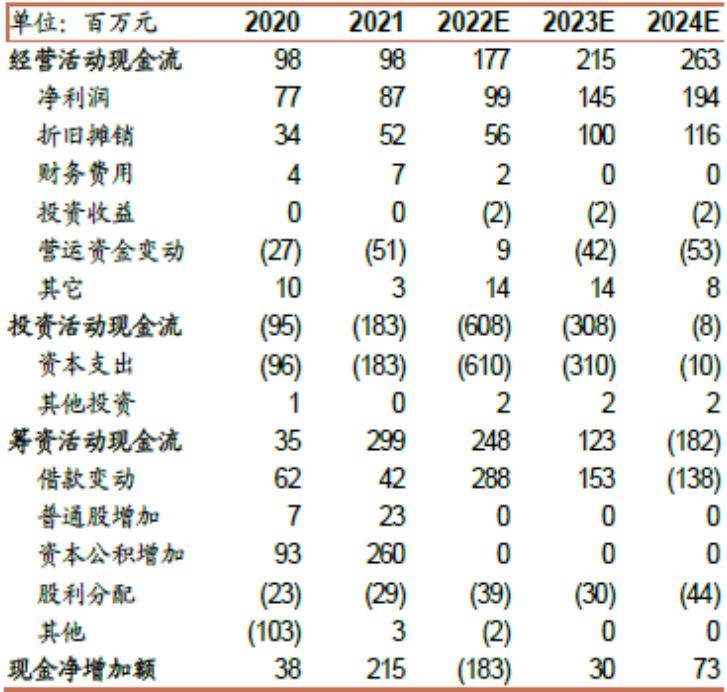 单位：百万元 2020 2021 2022E 2023E 2024E
经营活动现金流 98 98 177 215 263
净利润 77 87 99 145 194
折旧摊销 34 52 56 100 116
财务费用 4 7 2 0 0
投资收益 0 0 (2) (2) (2)
营运资金变动 (27) (51) 9 (42) (53)
其它 10 3 14 14 8
投资活动现金流 (95) (183) (608) (308) (8)
资本支出 (96) (183) (610) (310) (10)
其他投资 1 0 2 2 2
筹资活动现金流 35 299 248 123 (182)
借款变动 62 42 288 153 (138)
普通股增加 7 23 0 0 0
资本公积增加 93 260 0 0 0
股利分配 (23) (29) (39) (30) (44)
其他 (103) 3 (2) 0 0
现金净增加额 38 215 (183) 30 73